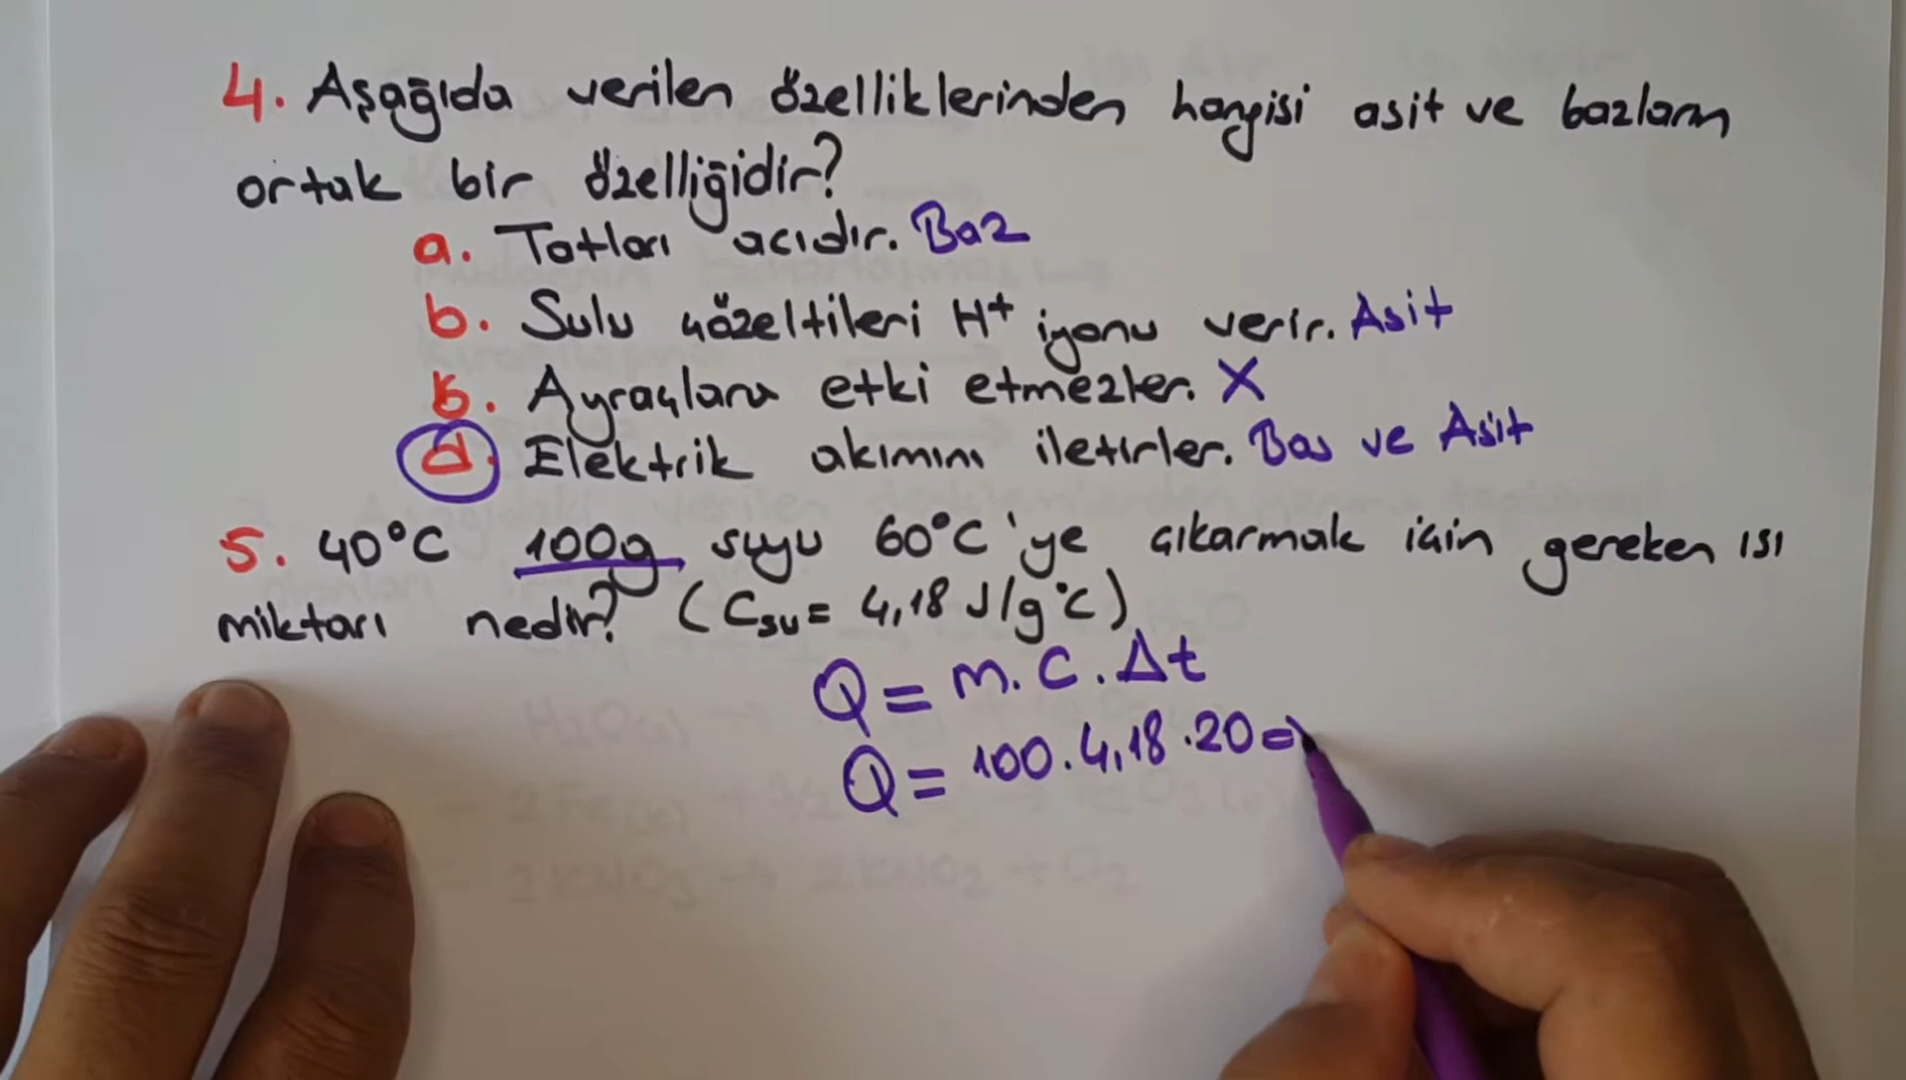 4. Aşağıda verilen özelliklerinden hangisi asit ve bazların
ortak bir özelliğidir?
a. Tatları acıdır. Baz
b. Sulu çözeltileri H+ iyonu verir. Asit
Ayraçlara etki etmezler. X
d. Elektrik akımını iletirler. Bas ve Asit
5. 40°C 100g suyu 60°C'ye çıkarmak için gereken ısı
miktarı nedir? (Csu= 4,18 J/g°C)
Q = m. C. Δt
Q = 100. 4,18 .20 =